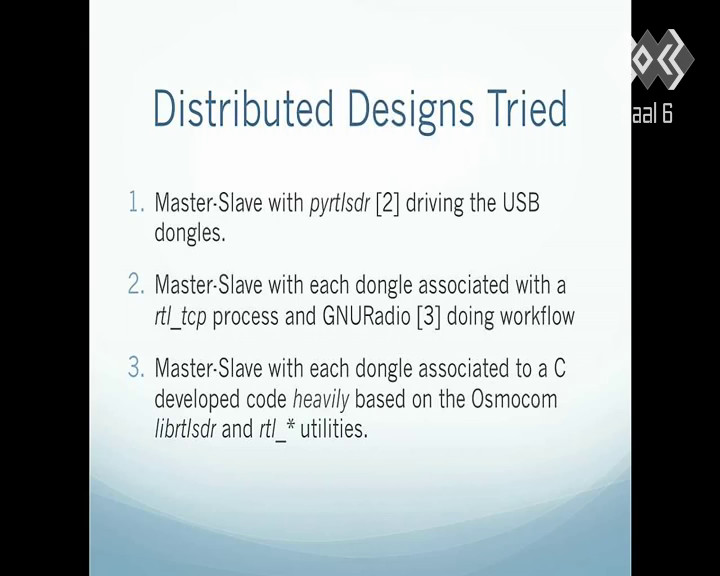 Distributed Designs Tried
1. Master-Slave with pyrtlsdr [2] driving the USB
dongles.
2. Master-Slave with each dongle associated with a
rtl_tcp process and GNURadio [3] doing workflow
3. Master-Slave with each dongle associated to a C
developed code heavily based on the Osmocom
librtlsdr and rtl_* utilities.
aal 6